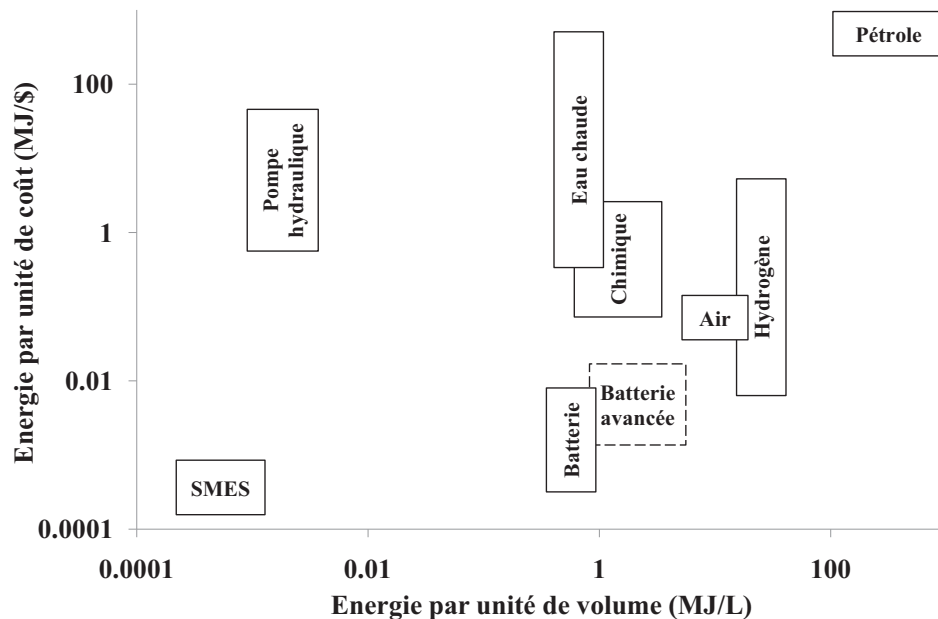 Energie par unité de coût (MJ/$)
100
1
0.01
0.0001
Pétrole
Eau chaude
Pompe
hydraulique
Chimique
Hydrogène
Air
Batterie
avancée
Batterie
SMES
0.0001
0.01
1
100
Energie par unité de volume (MJ/L)